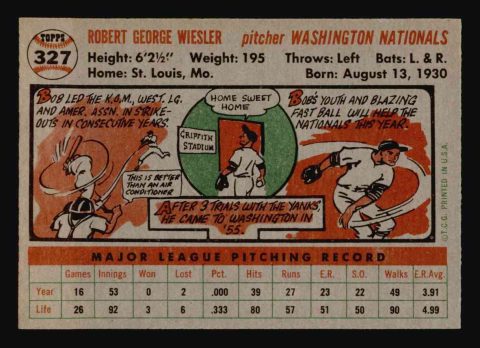 TOPPS
327
ROBERT GEORGE WIESLER pitcher WASHINGTON NATIONALS
Height: 6'2½" Weight: 195 Throws: Left Bats: L. & R.
Home: St. Louis, Mo. Born: August 13, 1930
BOB LED THE K.O.M., WEST. LG.
AND AMER. ASSN. IN STRIKE-
OUTS IN CONSECUTIVE YEARS.
THIS IS BETTER
THAN AN AIR
CONDITIONER
HOME SWEET
HOME
GRIFFITH
STADIUM
AFTER 3 TRIALS WITH THE YANKS,
HE CAME TO WASHINGTON IN
'55.
BOB'S YOUTH AND BLAZING
FAST BALL WILL HELP THE
NATIONALS THIS YEAR.
© T.C.G. PRINTED IN U.S.A.
MAJOR LEAGUE PITCHING RECORD
Games Innings Won Lost Pct. Hits Runs E.R. S.O. Walks E.R.Avg.
Year 16 53 0 2 .000 39 27 23 22 49 3.91
Life 26 92 3 6 .333 80 57 51 50 90 4.99